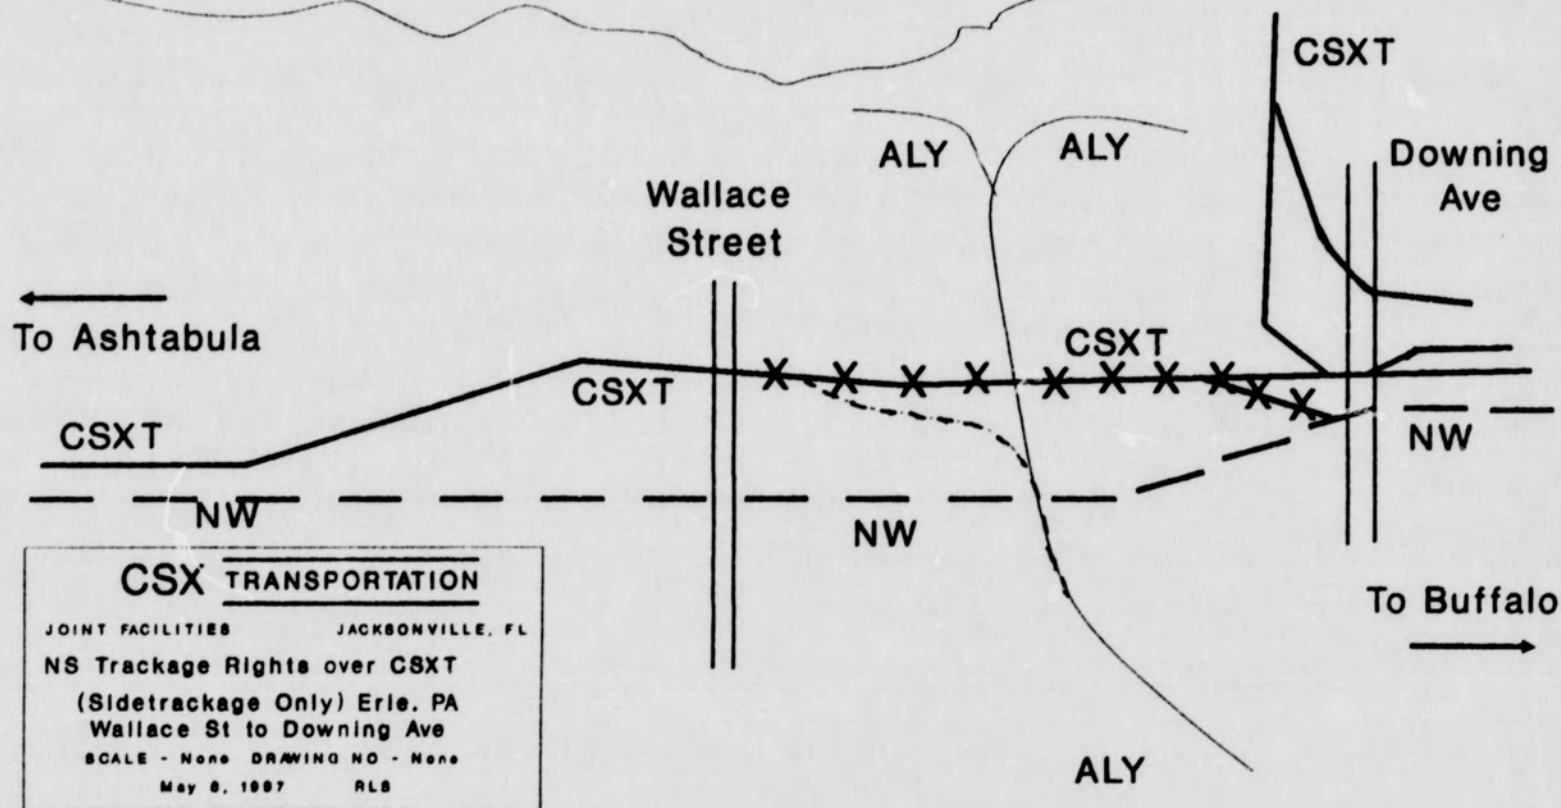 CSXT
ALY
ALY
Downing
Ave
Wallace
Street
To Ashtabula
CSXT
CSXT
CSXT
NW
NW
NW
To Buffalo
ALY
CSX TRANSPORTATION
JOINT FACILITIES JACKSONVILLE, FL
NS Trackage Rights over CSXT
(Sidetrackage Only) Erie, PA
Wallace St to Downing Ave
SCALE - None DRAWING NO - None
May 8, 1997 RLS